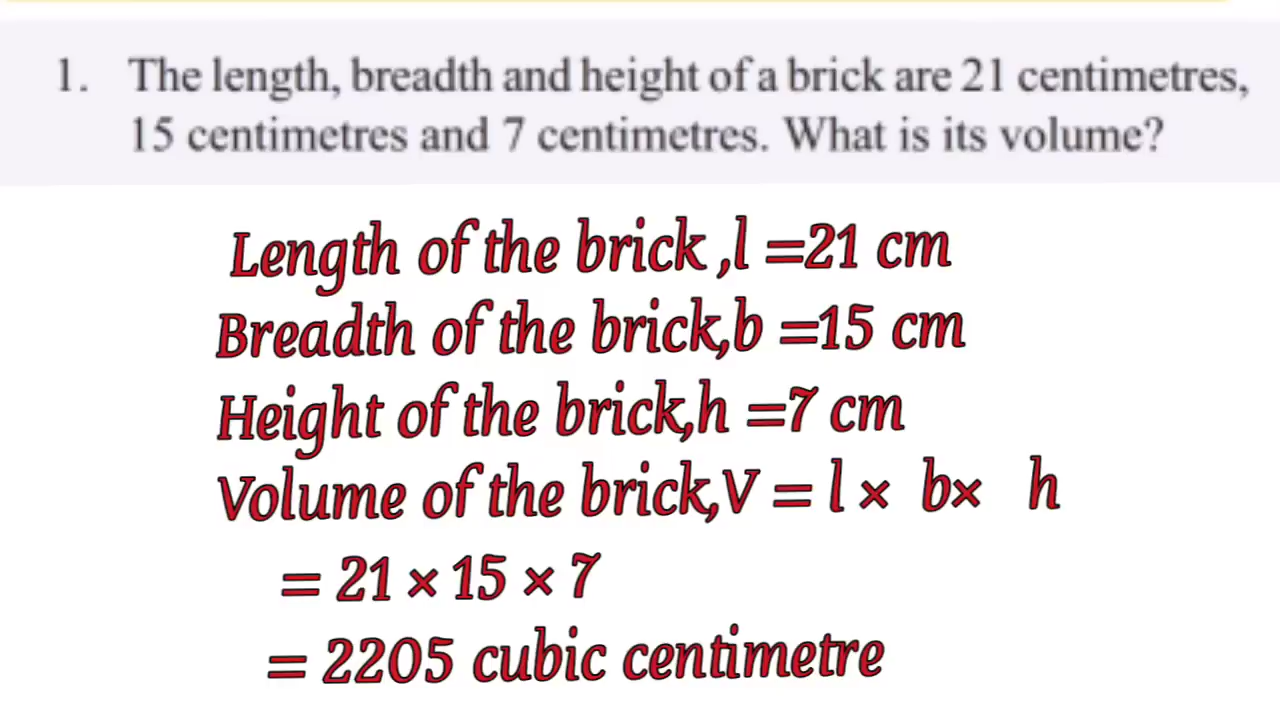 1. The length, breadth and height of a brick are 21 centimetres,
15 centimetres and 7 centimetres. What is its volume?
Length of the brick ,l =21 cm
Breadth of the brick,b =15 cm
Height of the brick,h =7 cm
Volume of the brick,V = l × b× h
= 21 × 15 × 7
= 2205 cubic centimetre